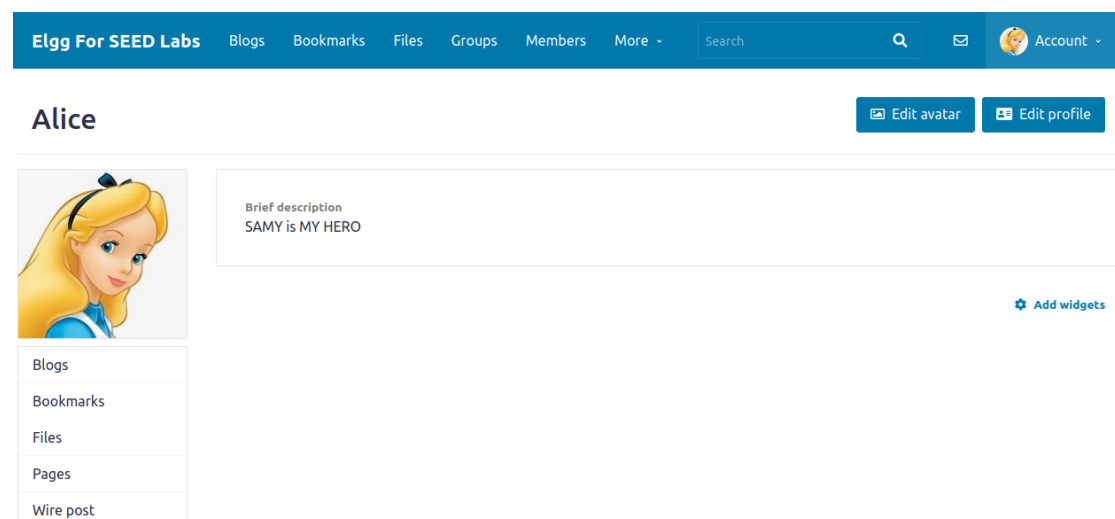 Elgg For SEED Labs Blogs Bookmarks Files Groups Members More Search Account
Alice
Edit avatar Edit profile
Brief description
SAMY is MY HERO
Add widgets
Blogs
Bookmarks
Files
Pages
Wire post